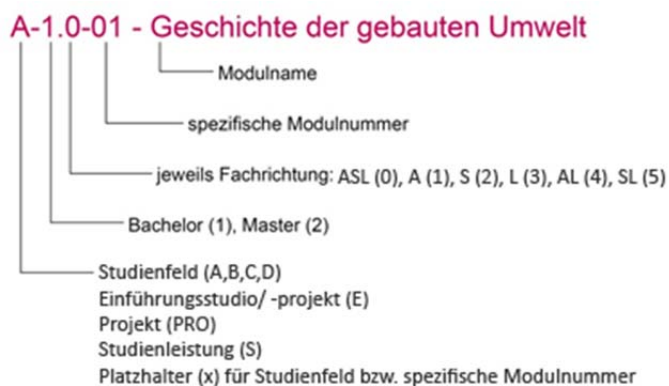 A-1.0-01 - Geschichte der gebauten Umwelt
Modulname
spezifische Modulnummer
jeweils Fachrichtung: ASL (0), A (1), S (2), L (3), AL (4), SL (5)
Bachelor (1), Master (2)
Studienfeld (A,B,C,D)
Einführungsstudio/ -projekt (E)
Projekt (PRO)
Studienleistung (S)
Platzhalter (x) für Studienfeld bzw. spezifische Modulnummer